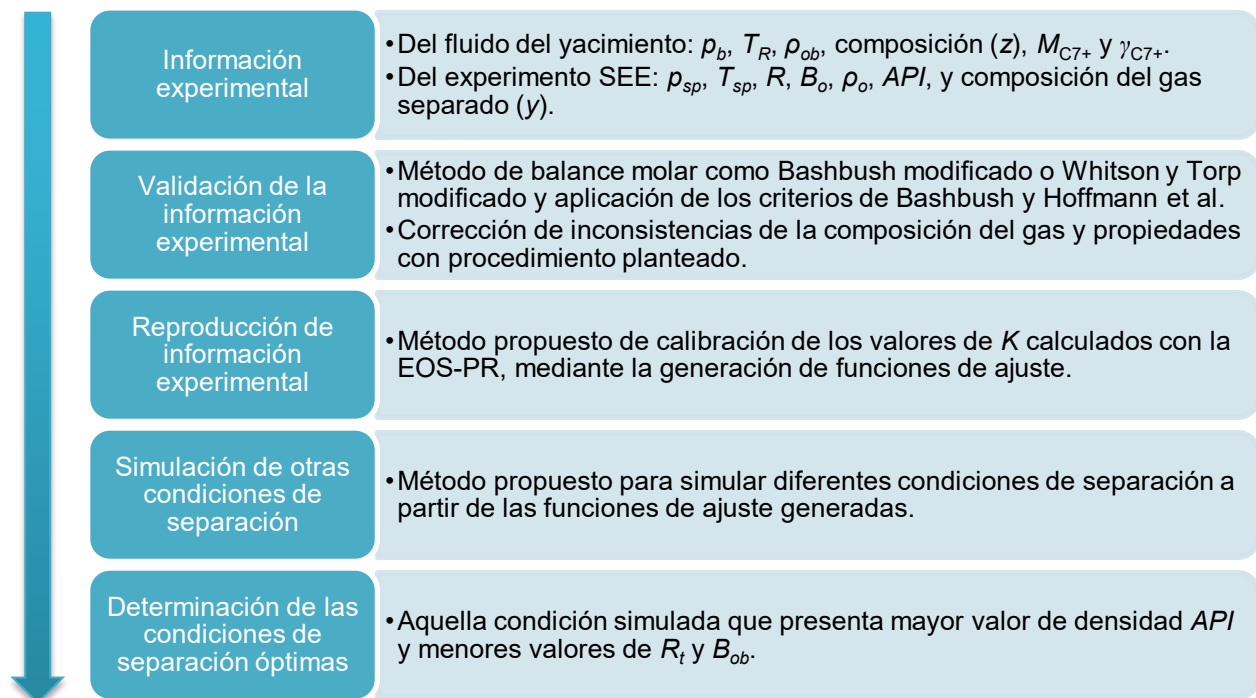 Información
experimental
•Del fluido del yacimiento: pb, TR, ρob, composición (z), MC7+ y γC7+.
•Del experimento SEE: psp, Tsp, R, Bo, ρo, API, y composición del gas
separado (y).
Validación de la
información
experimental
•Método de balance molar como Bashbush modificado o Whitson y Torp
modificado y aplicación de los criterios de Bashbush y Hoffmann et al.
•Corrección de inconsistencias de la composición del gas y propiedades
con procedimiento planteado.
Reproducción de
información
experimental
•Método propuesto de calibración de los valores de K calculados con la
EOS-PR, mediante la generación de funciones de ajuste.
Simulación de otras
condiciones de
separación
•Método propuesto para simular diferentes condiciones de separación a
partir de las funciones de ajuste generadas.
Determinación de las
condiciones de
separación óptimas
•Aquella condición simulada que presenta mayor valor de densidad API
y menores valores de Rt y Bob.